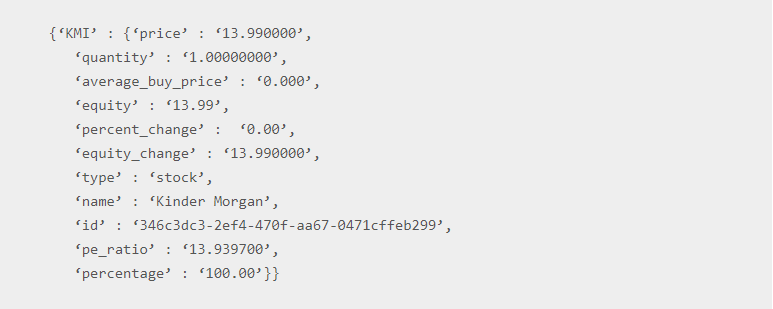 {‘KMI’ : {‘price’ : ‘13.990000’,
‘quantity’ : ‘1.00000000’,
‘average_buy_price’ : ‘0.000’,
‘equity’ : ‘13.99’,
‘percent_change’ :  ‘0.00’,
‘equity_change’ : ‘13.990000’,
‘type’ : ‘stock’,
‘name’ : ‘Kinder Morgan’,
‘id’ : ‘346c3dc3-2ef4-470f-aa67-0471cffeb299’,
‘pe_ratio’ : ‘13.939700’,
‘percentage’ : ‘100.00’}}